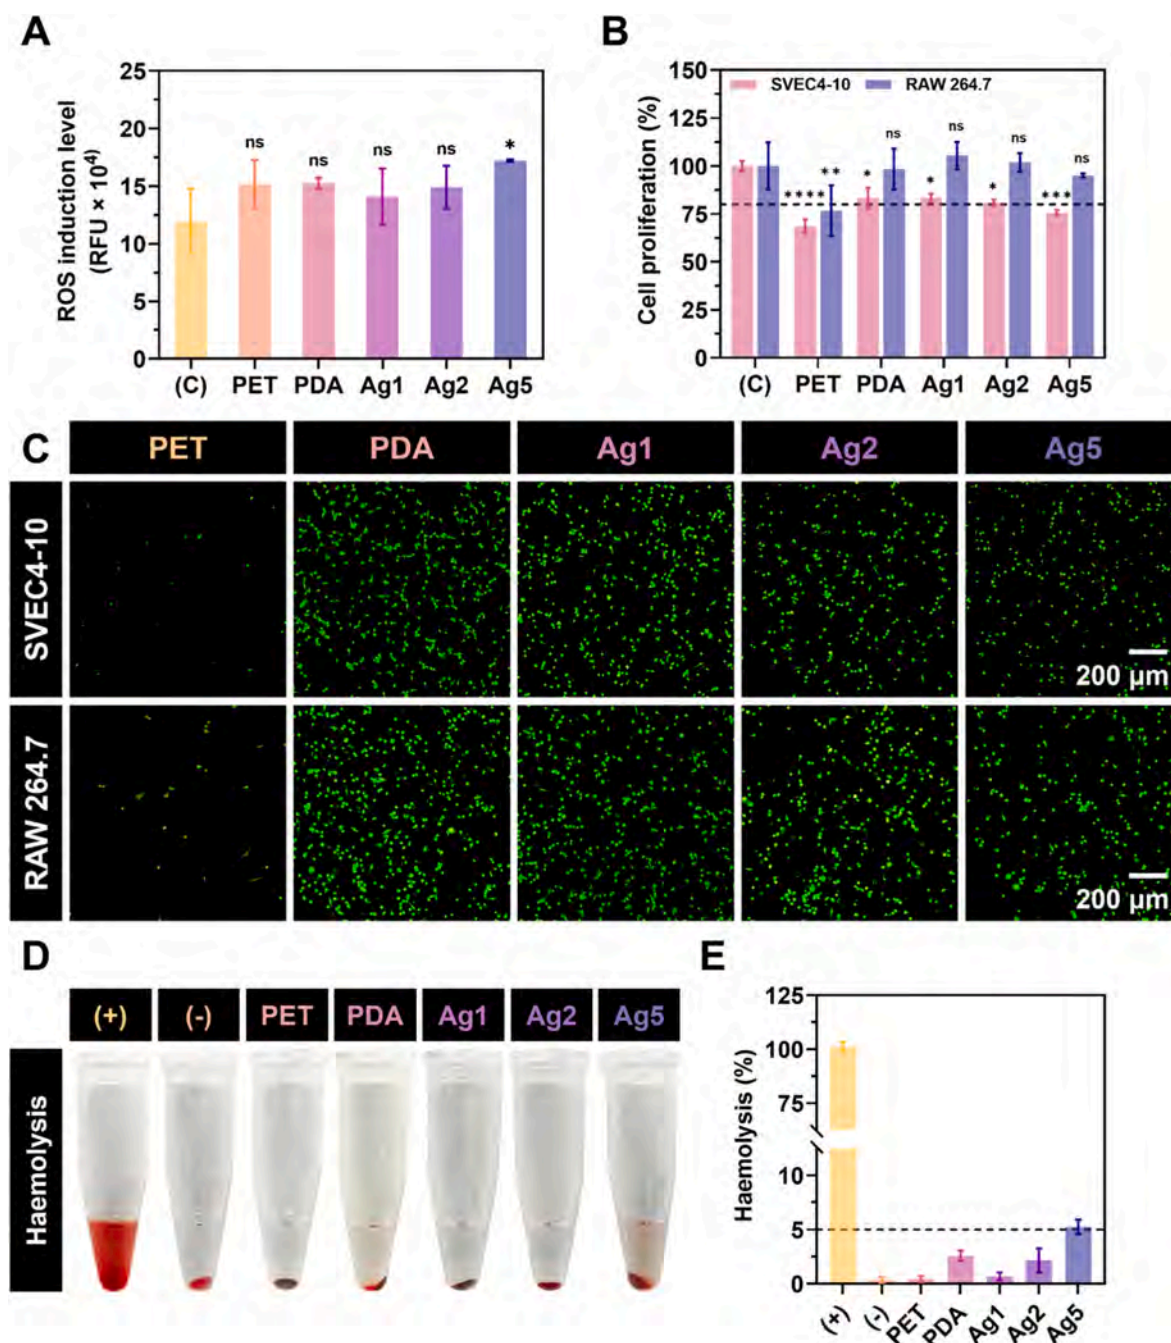 A
ROS induction level
(RFU × 10⁴)
25
20
15
10
5
0
ns
ns
ns
ns
*
(C)
PET
PDA
Ag1
Ag2
Ag5
B
Cell proliferation (%)
150
125
100
75
50
25
0
SVEC4-10
RAW 264.7
****
**
*
ns
*
ns
*
ns
***
ns
(C)
PET
PDA
Ag1
Ag2
Ag5
C
PET
PDA
Ag1
Ag2
Ag5
SVEC4-10
200 µm
RAW 264.7
200 µm
D
(+)
(-)
PET
PDA
Ag1
Ag2
Ag5
Haemolysis
E
Haemolysis (%)
125
100
75
10
5
0
(+)
(-)
PET
PDA
Ag1
Ag2
Ag5